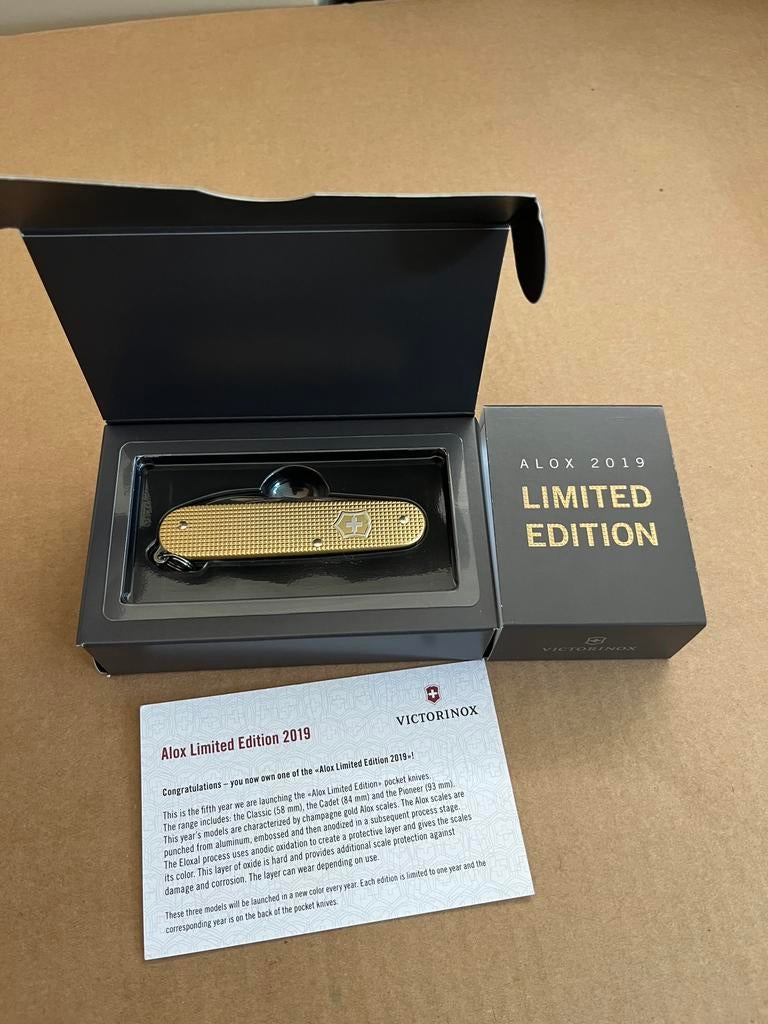 ALOX 2019
LIMITED
EDITION
VICTORINOX
VICTORINOX
Alox Limited Edition 2019
Congratulations – you now own one of the «Alox Limited Edition 2019»!
This is the fifth year we are launching the «Alox Limited Edition» pocket knives.
The range includes: the Classic (58 mm), the Cadet (84 mm) and the Pioneer (93 mm).
This year's models are characterized by champagne gold Alox scales. The Alox scales are
punched from aluminum, embossed and then anodized in a subsequent process stage.
The Eloxal process uses anodic oxidation to create a protective layer and gives the scales
its color. This layer of oxide is hard and provides additional scale protection against
damage and corrosion. The layer can wear depending on use.
These three models will be launched in a new color every year. Each edition is limited to one year and the
corresponding year is on the back of the pocket knives.